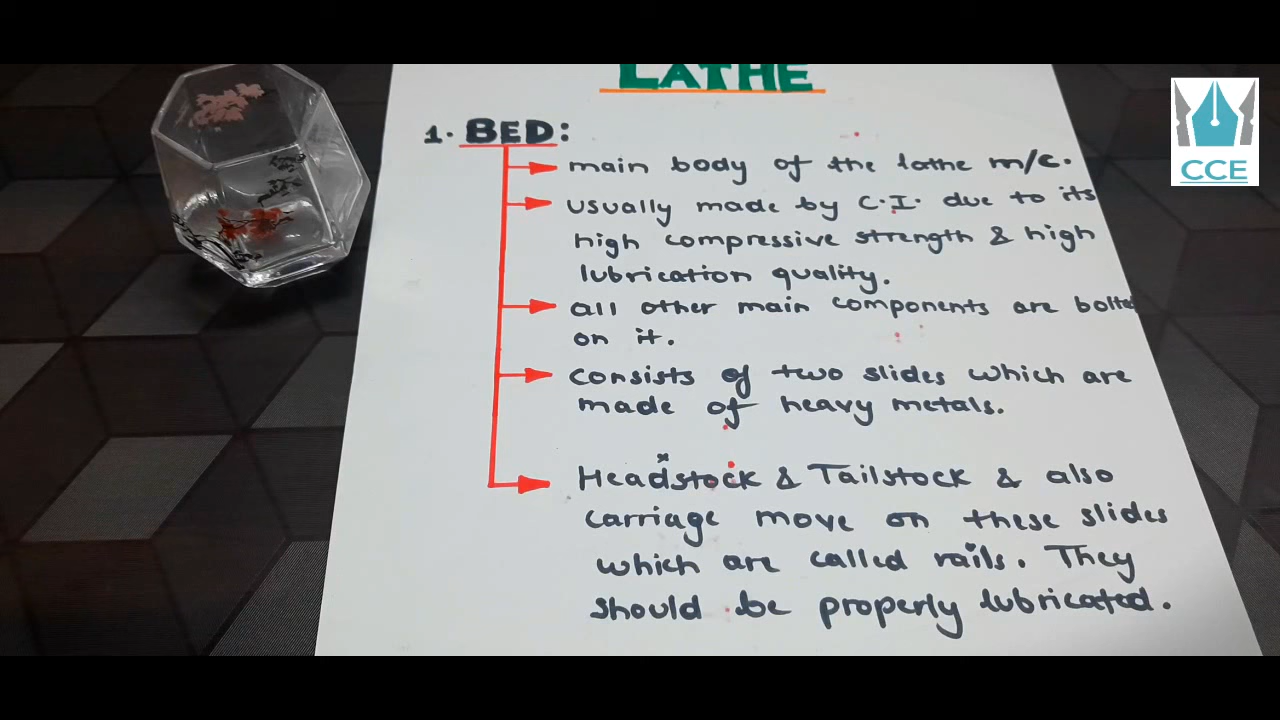 LATHE
1. BED:
main body of the lathe m/c.
usually made by C.I. due to its
high compressive strength & high
lubrication quality.
all other main components are bolted
on it.
consists of two slides which are
made of heavy metals.
Headstock & Tailstock & also
carriage move on these slides
which are called rails. They
should be properly lubricated.
CCE